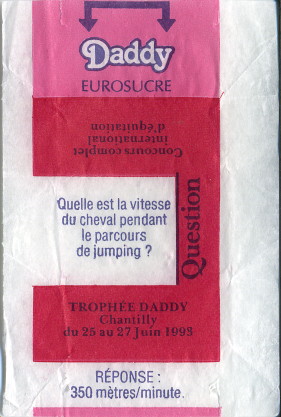 Daddy
EUROSUCRE
Concours complet
international
d'équitation
Quelle est la vitesse
du cheval pendant
le parcours
de jumping ?
Question
TROPHÉE DADDY
Chantilly
du 25 au 27 Juin 1993
RÉPONSE :
350 mètres/minute.